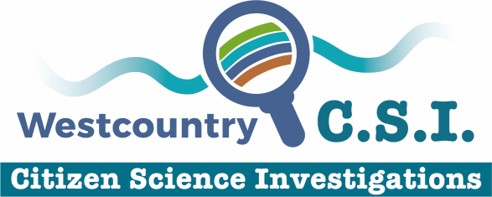 Westcountry C.S.I.
Citizen Science Investigations